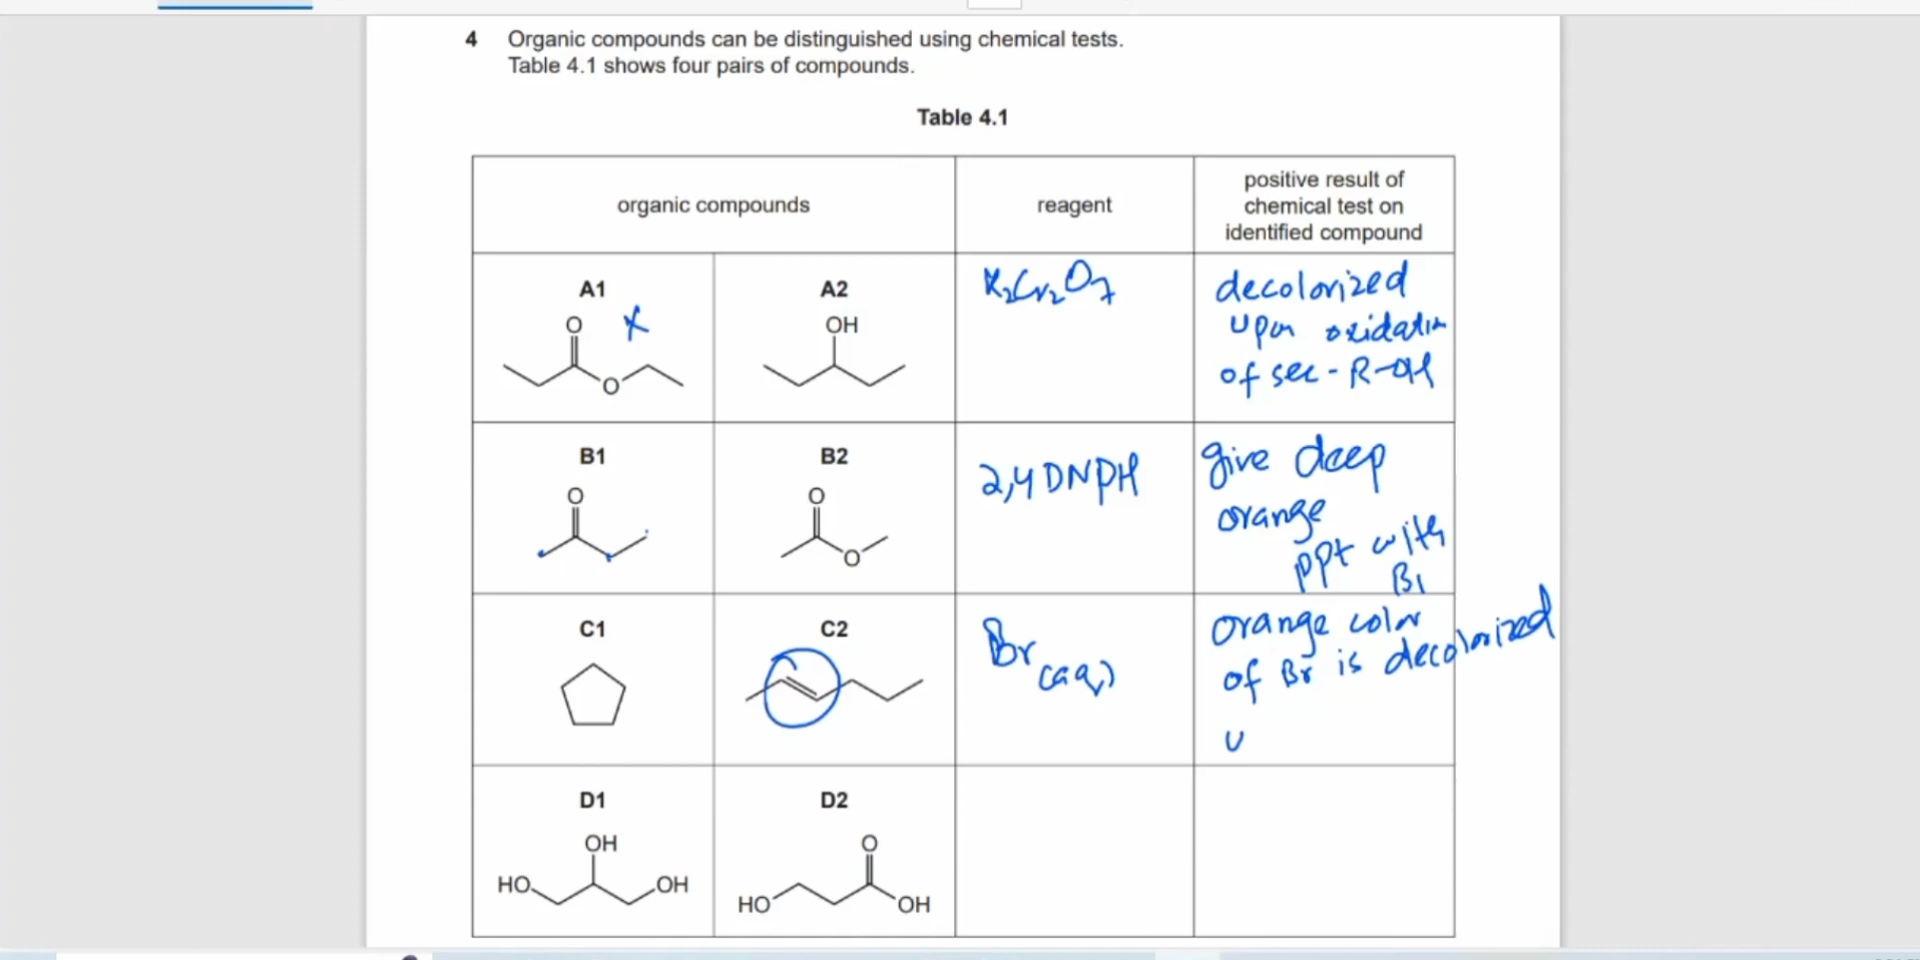 4 Organic compounds can be distinguished using chemical tests.
Table 4.1 shows four pairs of compounds.
Table 4.1
organic compounds
reagent
positive result of
chemical test on
identified compound
A1
O
X
O
A2
OH
K₂Cr₂O₇
decolorized
upon oxidation
of sec-R-OH
B1
O
B2
O
O
2,4 DNPH
give deep
orange
ppt with
B1
C1
C2
Br
(aq)
orange color
of Br is decolorized
U
D1
OH
HO
OH
D2
O
HO
OH